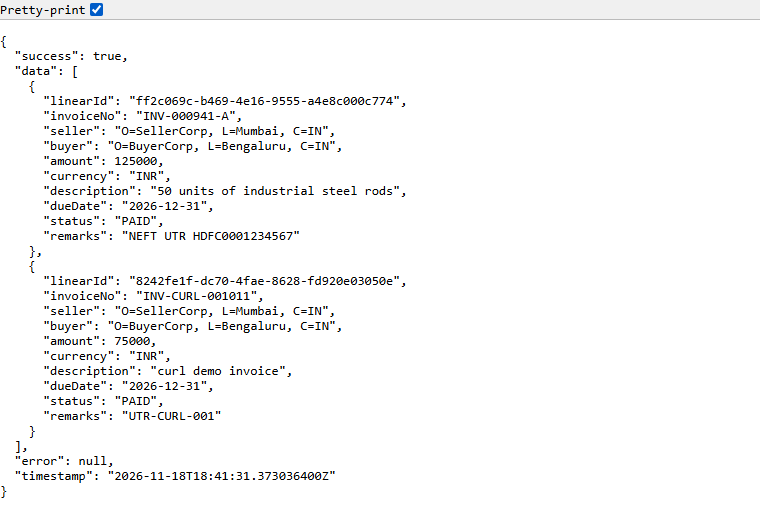 Pretty-print
{
  "success": true,
  "data": [
    {
      "linearId": "ff2c069c-b469-4e16-9555-a4e8c000c774",
      "invoiceNo": "INV-000941-A",
      "seller": "O=SellerCorp, L=Mumbai, C=IN",
      "buyer": "O=BuyerCorp, L=Bengaluru, C=IN",
      "amount": 125000,
      "currency": "INR",
      "description": "50 units of industrial steel rods",
      "dueDate": "2026-12-31",
      "status": "PAID",
      "remarks": "NEFT UTR HDFC0001234567"
    },
    {
      "linearId": "8242fe1f-dc70-4fae-8628-fd920e03050e",
      "invoiceNo": "INV-CURL-001011",
      "seller": "O=SellerCorp, L=Mumbai, C=IN",
      "buyer": "O=BuyerCorp, L=Bengaluru, C=IN",
      "amount": 75000,
      "currency": "INR",
      "description": "curl demo invoice",
      "dueDate": "2026-12-31",
      "status": "PAID",
      "remarks": "UTR-CURL-001"
    }
  ],
  "error": null,
  "timestamp": "2026-11-18T18:41:31.373036400Z"
}